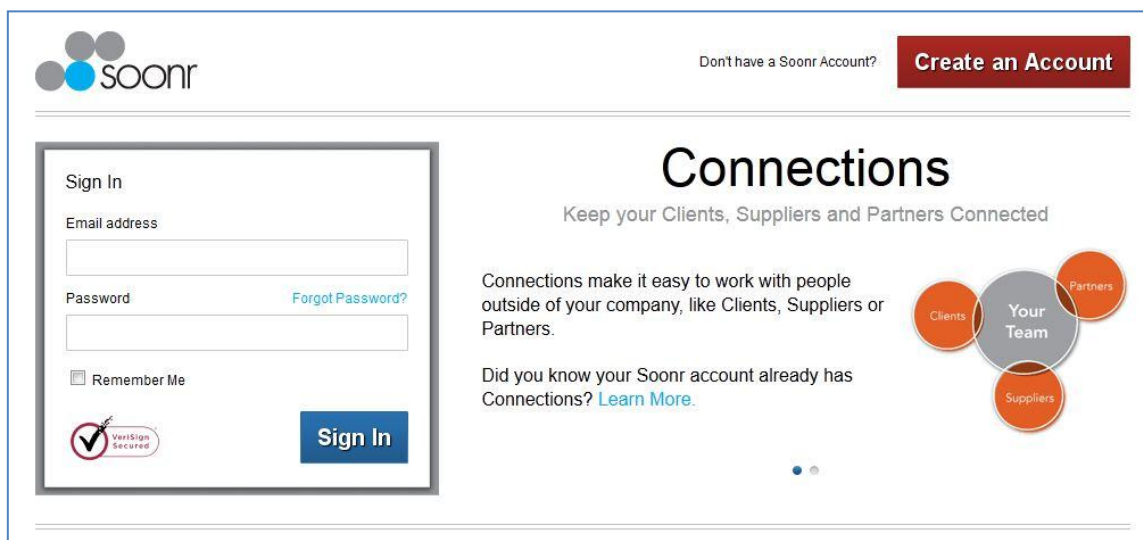 soonr
Don't have a Soonr Account?
Create an Account
Sign In
Email address
Password
Forgot Password?
Remember Me
VeriSign
Secured
Sign In
Connections
Keep your Clients, Suppliers and Partners Connected
Connections make it easy to work with people
outside of your company, like Clients, Suppliers or
Partners.
Did you know your Soonr account already has
Connections? Learn More.
Clients
Your
Team
Partners
Suppliers